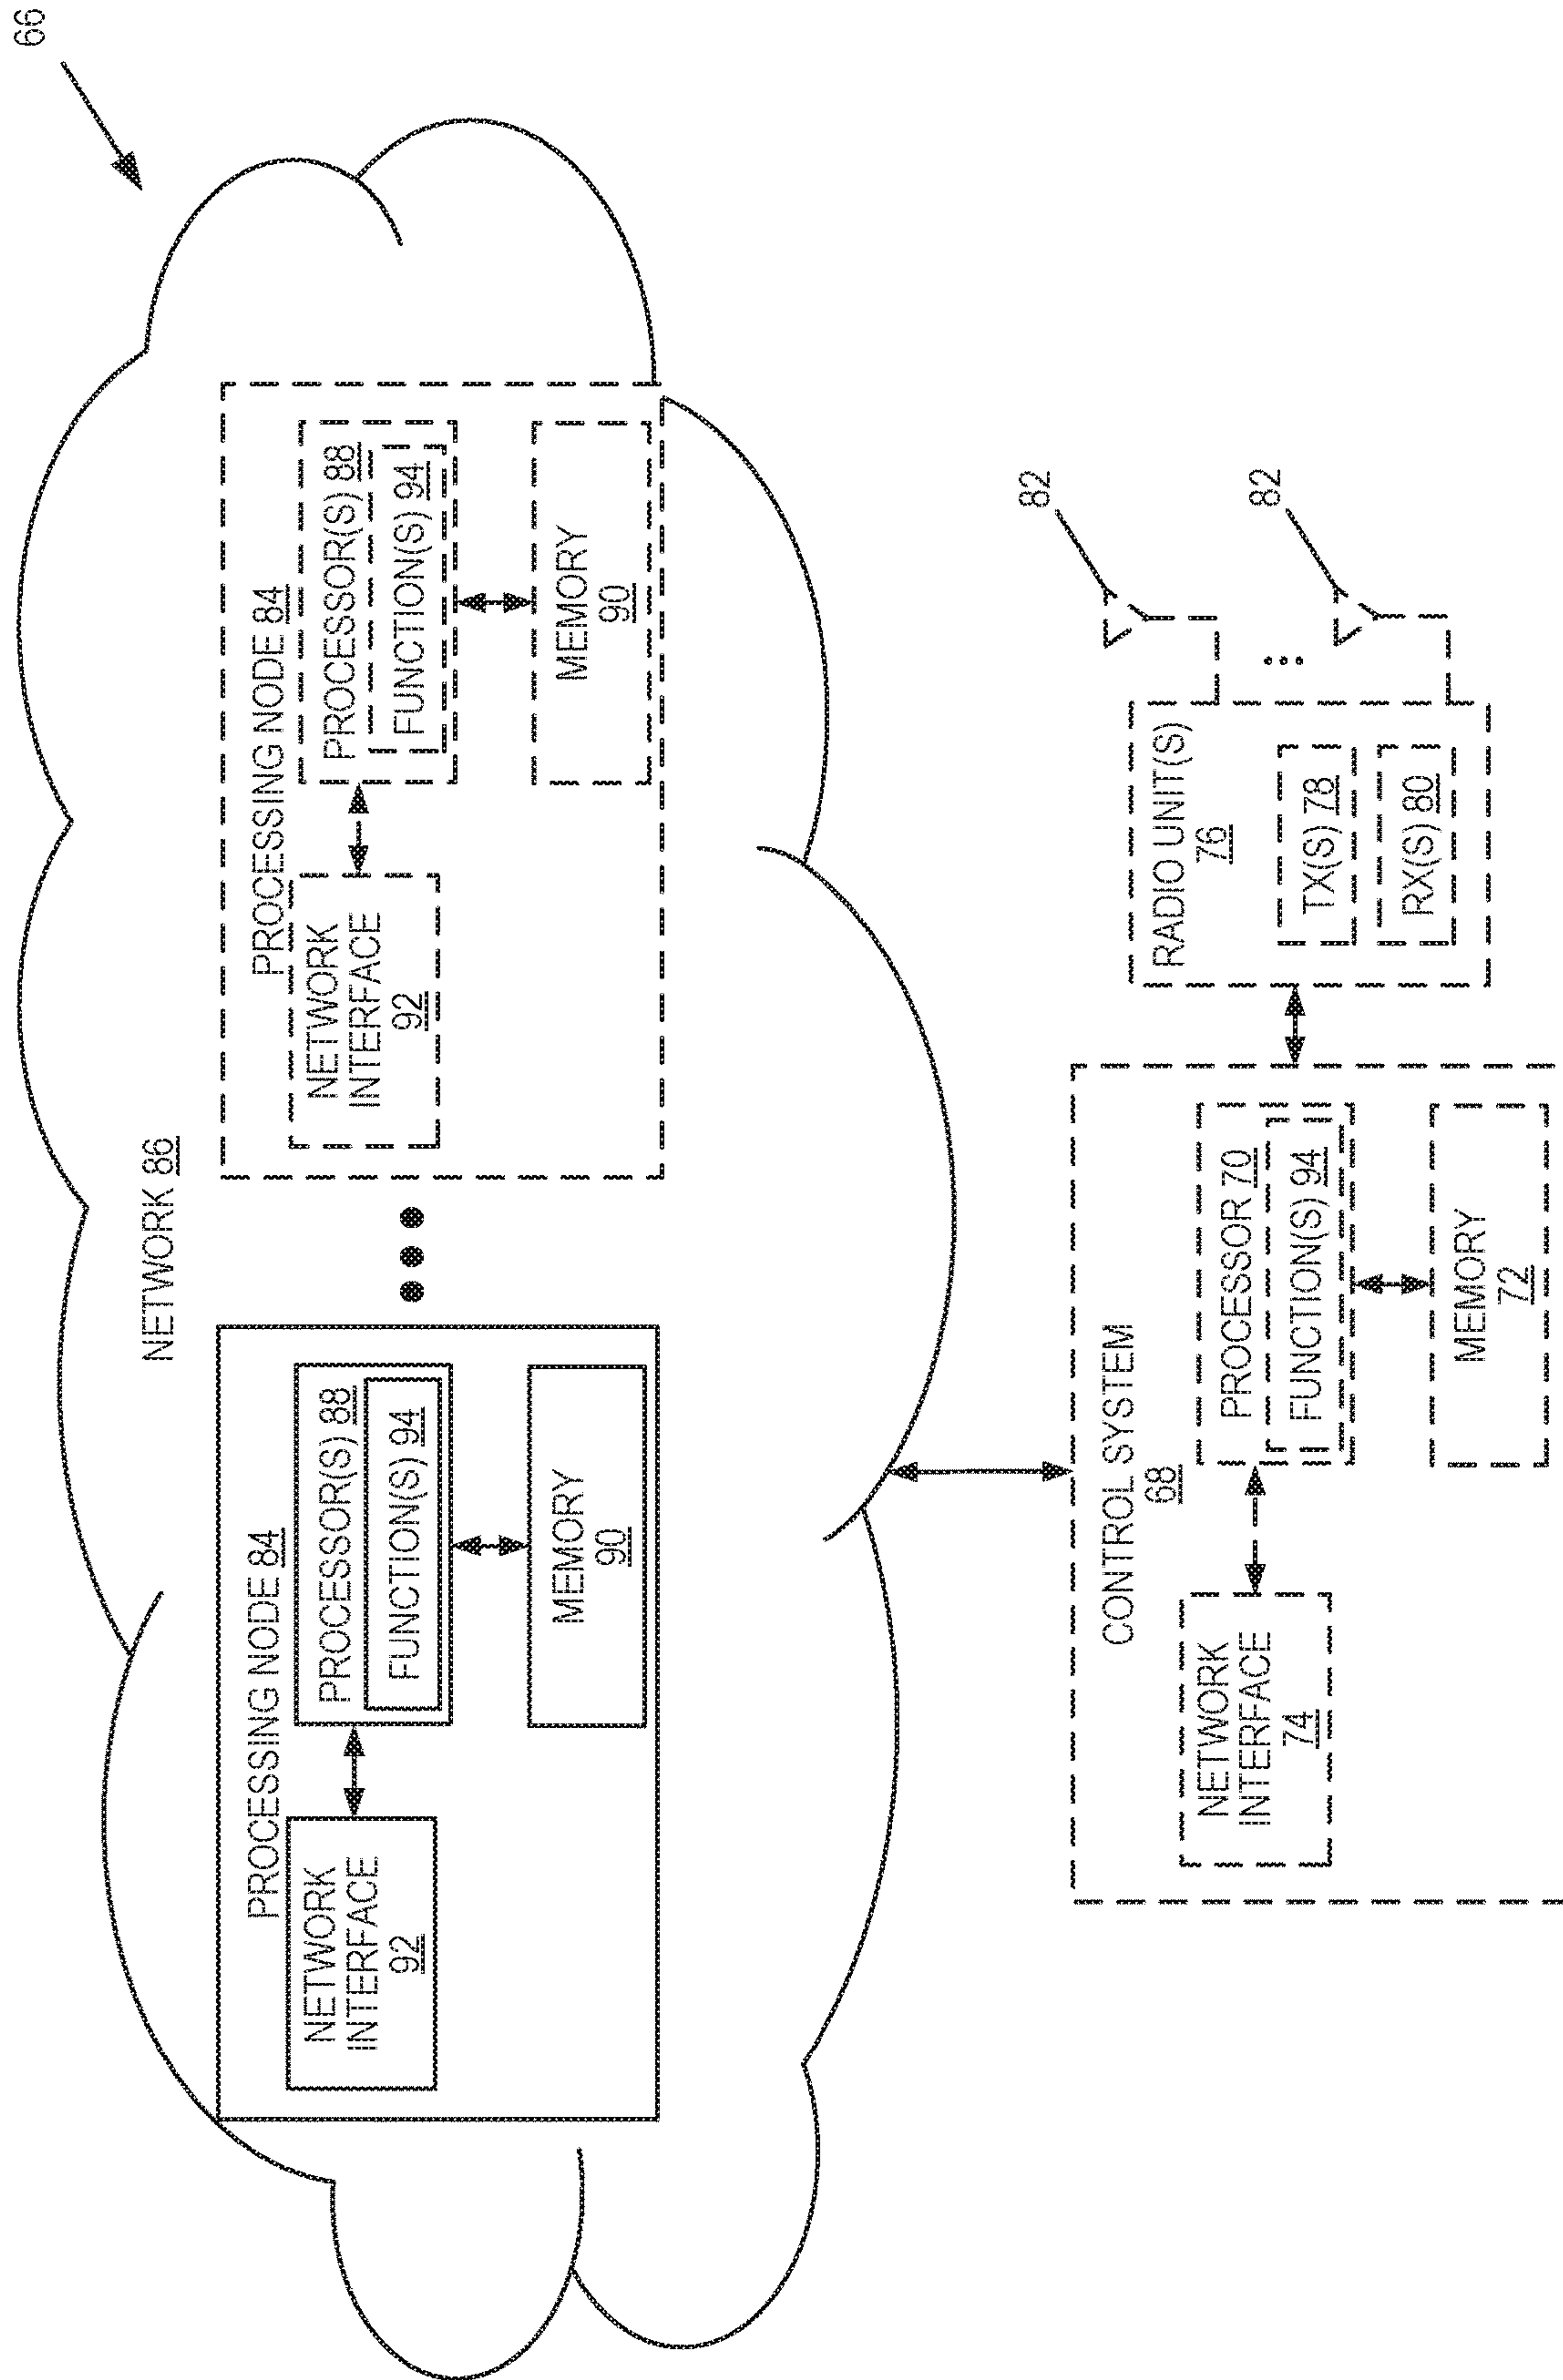 66
NETWORK 86
PROCESSING NODE 84
NETWORK
INTERFACE
92
PROCESSOR(S) 88
FUNCTION(S) 94
MEMORY
90
PROCESSING NODE 84
NETWORK
INTERFACE
92
PROCESSOR(S) 88
FUNCTION(S) 94
MEMORY
90
CONTROL SYSTEM
68
NETWORK
INTERFACE
74
PROCESSOR 70
FUNCTION(S) 94
MEMORY
72
RADIO UNIT(S)
76
TX(S) 78
RX(S) 80
82
82